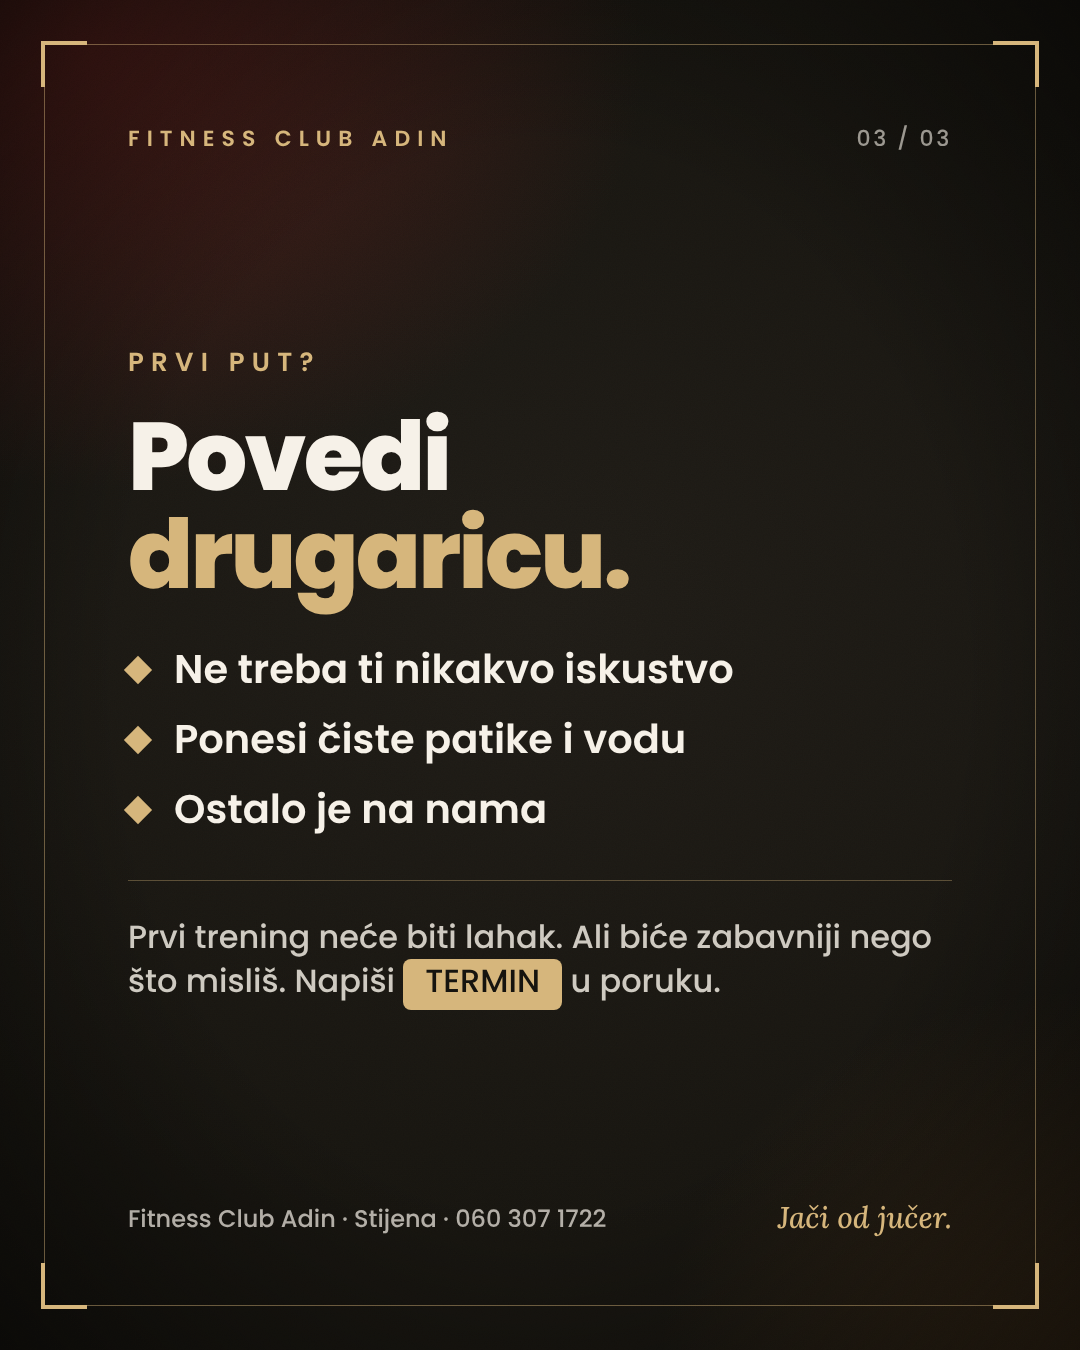 FITNESS CLUB ADIN
03 / 03
PRVI PUT?
Povedi
drugaricu.
Ne treba ti nikakvo iskustvo
Ponesi čiste patike i vodu
Ostalo je na nama
Prvi trening neće biti lahak. Ali biće zabavniji nego
što misliš. Napiši TERMIN u poruku.
Fitness Club Adin · Stijena · 060 307 1722
Jači od jučer.